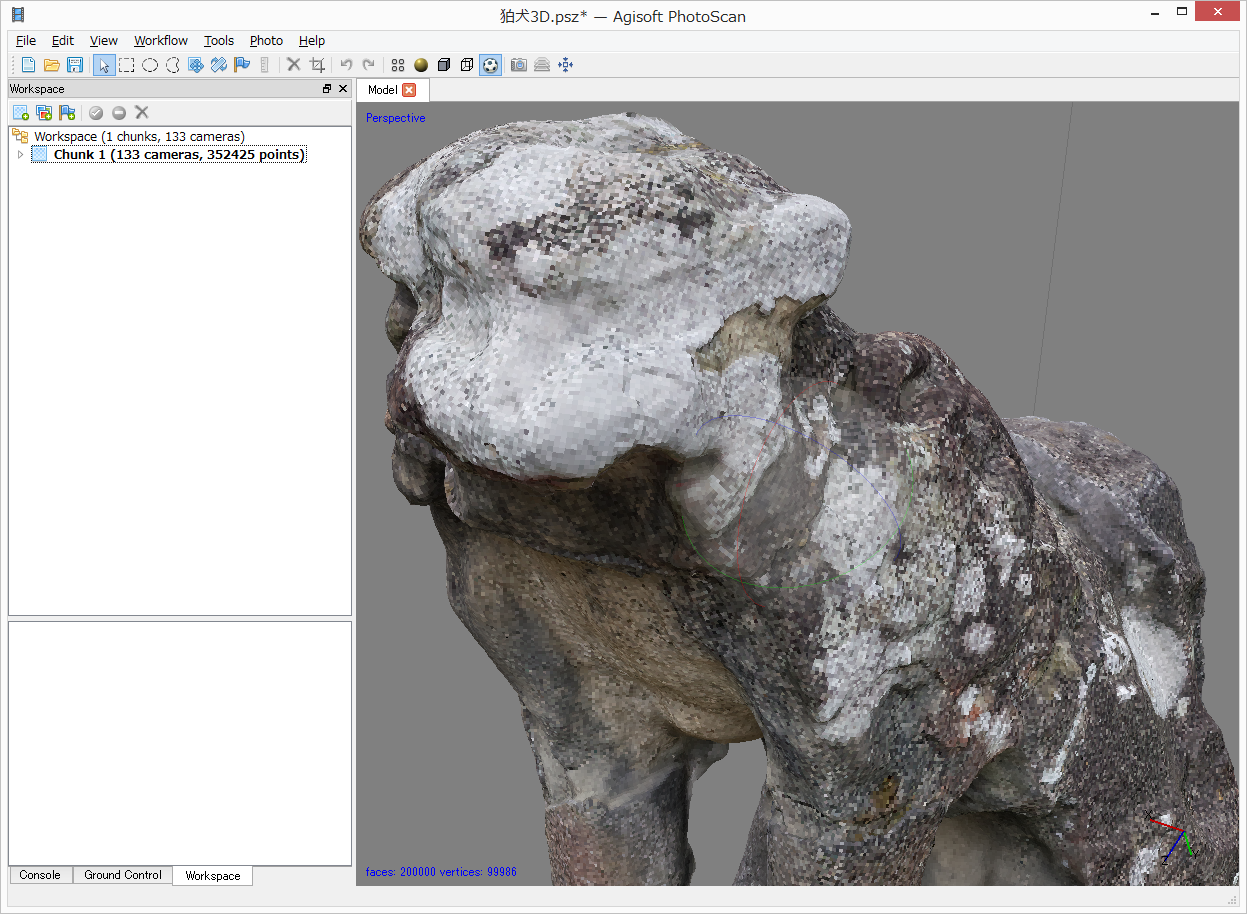 狛犬3D.psz* — Agisoft PhotoScan
File Edit View Workflow Tools Photo Help
Workspace
Model
Perspective
Workspace (1 chunks, 133 cameras)
Chunk 1 (133 cameras, 352425 points)
Z
faces: 200000 vertices: 99986
Console Ground Control Workspace